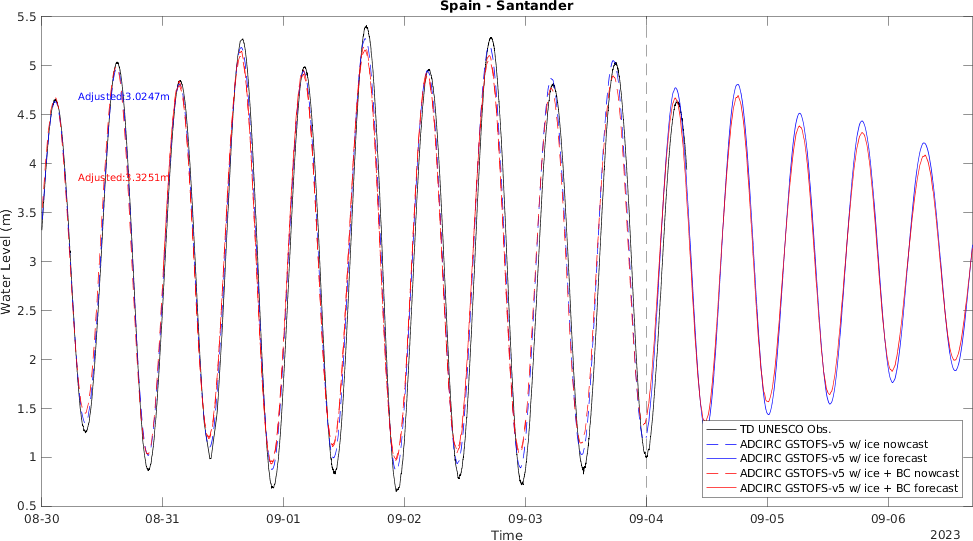 Spain - Santander
5.5
5
4.5
4
3.5
3
2.5
2
1.5
1
0.5
Water Level (m)
Adjusted:3.0247m
Adjusted:3.3251m
TD UNESCO Obs.
ADCIRC GSTOFS-v5 w/ ice nowcast
ADCIRC GSTOFS-v5 w/ ice forecast
ADCIRC GSTOFS-v5 w/ ice + BC nowcast
ADCIRC GSTOFS-v5 w/ ice + BC forecast
08-30 08-31 09-01 09-02 09-03 09-04 09-05 09-06
Time
2023